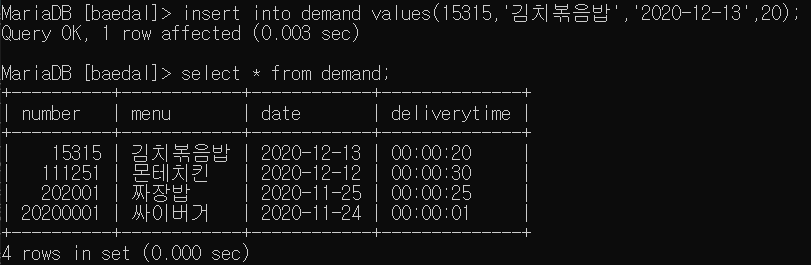 MariaDB [baedal]> insert into demand values(15315,'김치볶음밥','2020-12-13',20);
Query OK, 1 row affected (0.003 sec)
MariaDB [baedal]> select * from demand;
+----------+------------+------------+--------------+
| number   | menu       | date       | deliverytime |
+----------+------------+------------+--------------+
|    15315 | 김치볶음밥 | 2020-12-13 | 00:00:20     |
|   111251 | 몬테치킨   | 2020-12-12 | 00:00:30     |
|   202001 | 짜장밥     | 2020-11-25 | 00:00:25     |
| 20200001 | 싸이버거   | 2020-11-24 | 00:00:01     |
+----------+------------+------------+--------------+
4 rows in set (0.000 sec)